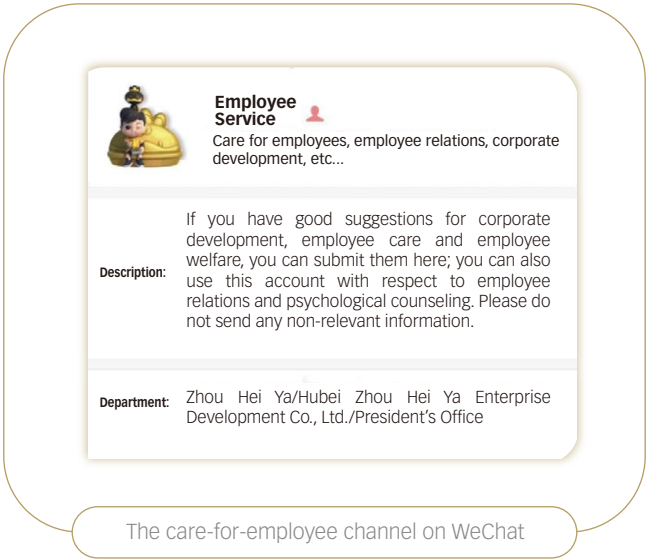 Employee
Service
Care for employees, employee relations, corporate
development, etc...
If you have good suggestions for corporate
development, employee care and employee
welfare, you can submit them here; you can also
Description:
use this account with respect to employee
relations and psychological counseling. Please do
not send any non-relevant information.
Department:
Zhou Hei Ya/Hubei Zhou Hei Ya Enterprise
Development Co., Ltd./President's Office
The care-for-employee channel on WeChat